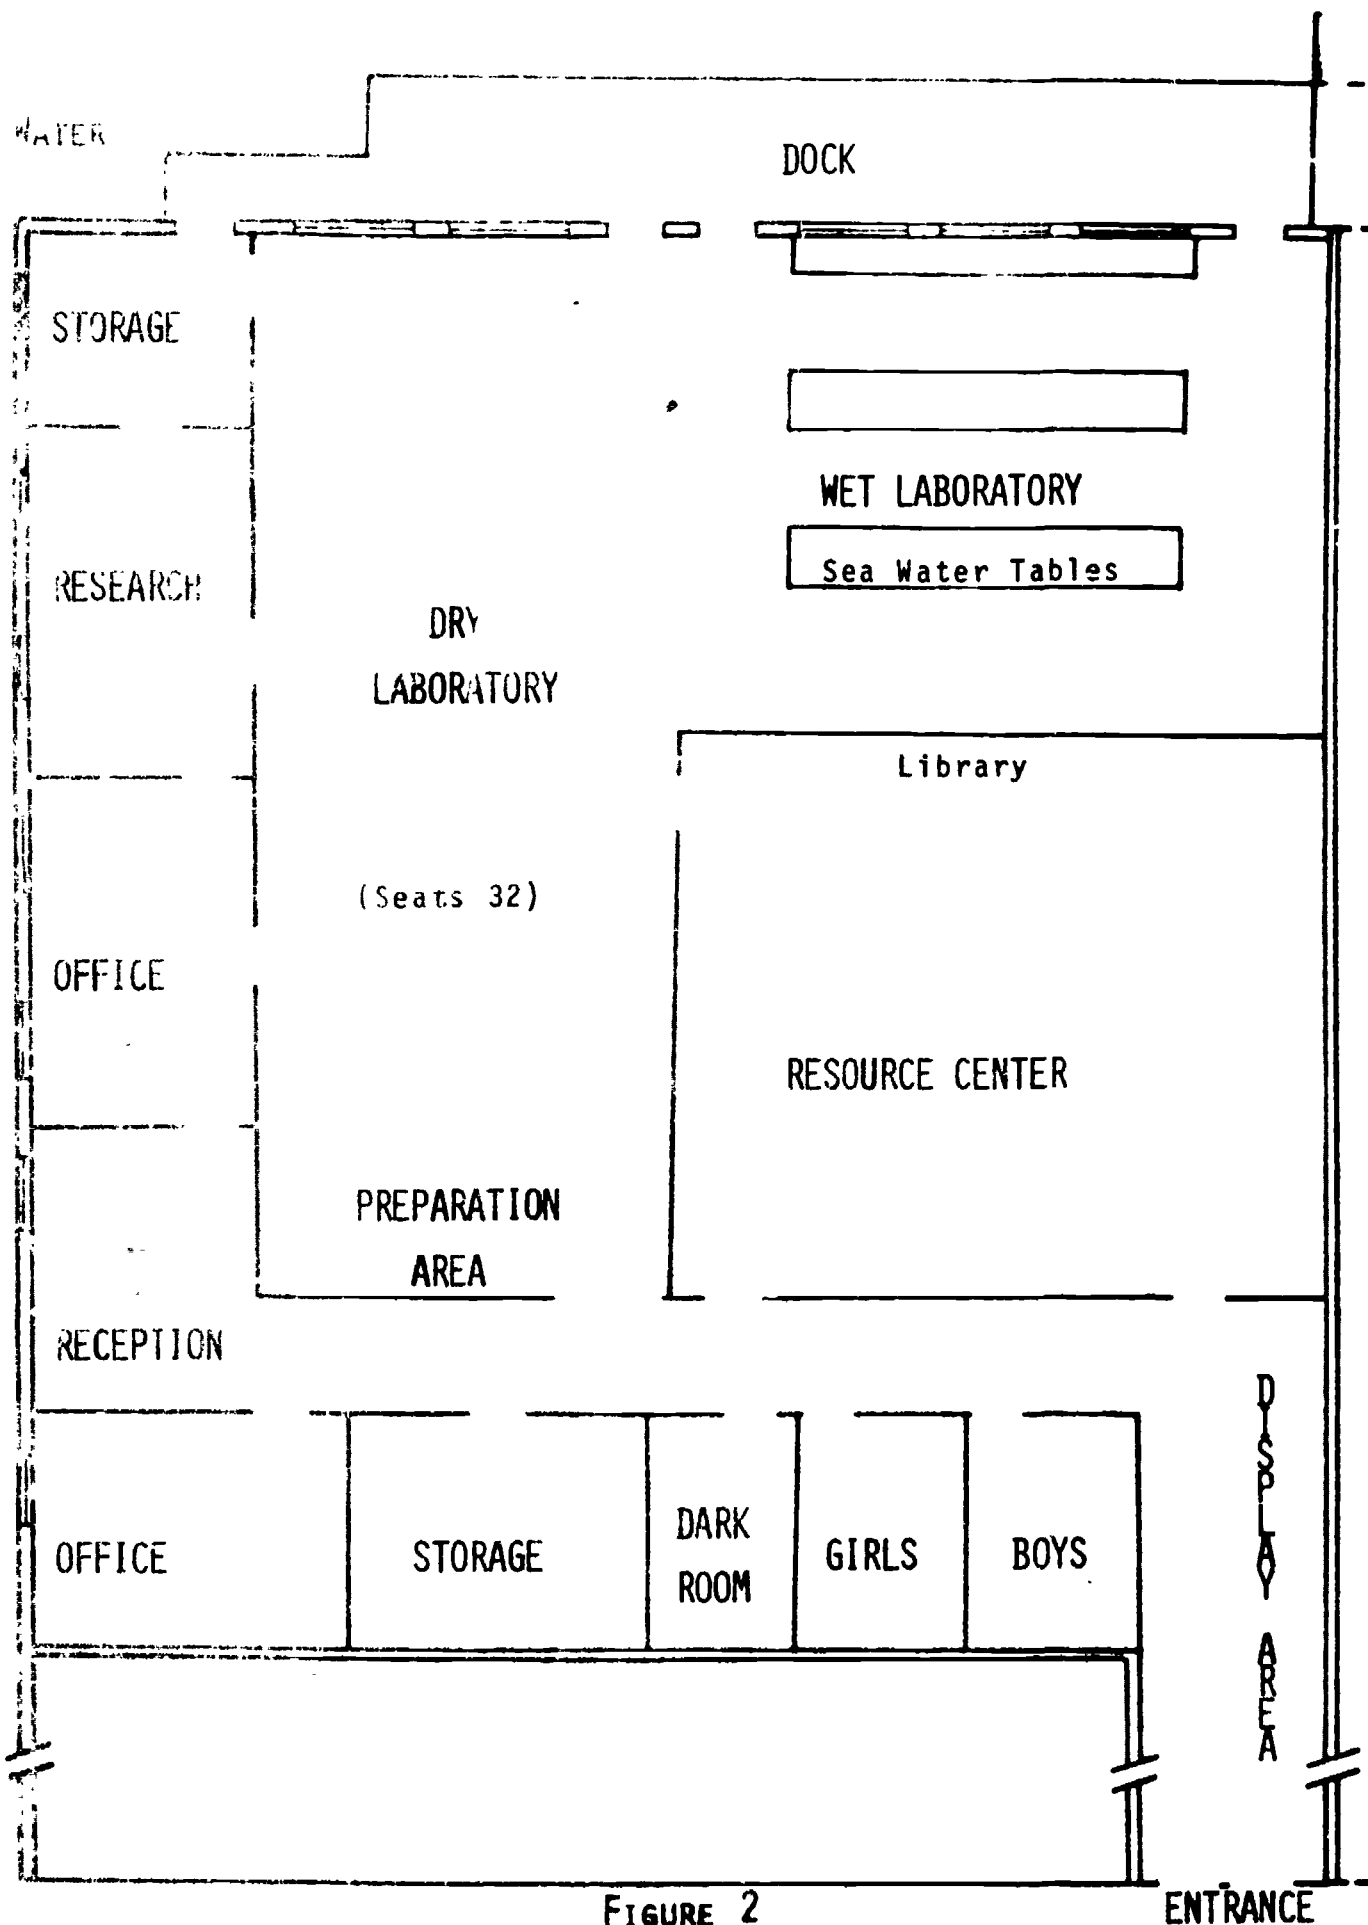 WATER
DOCK
STORAGE
WET LABORATORY
Sea Water Tables
RESEARCH
DRY
LABORATORY
Library
(Seats 32)
OFFICE
RESOURCE CENTER
PREPARATION
AREA
RECEPTION
OFFICE
STORAGE
DARK
ROOM
GIRLS
BOYS
DISPLAY AREA
FIGURE 2
ENTRANCE